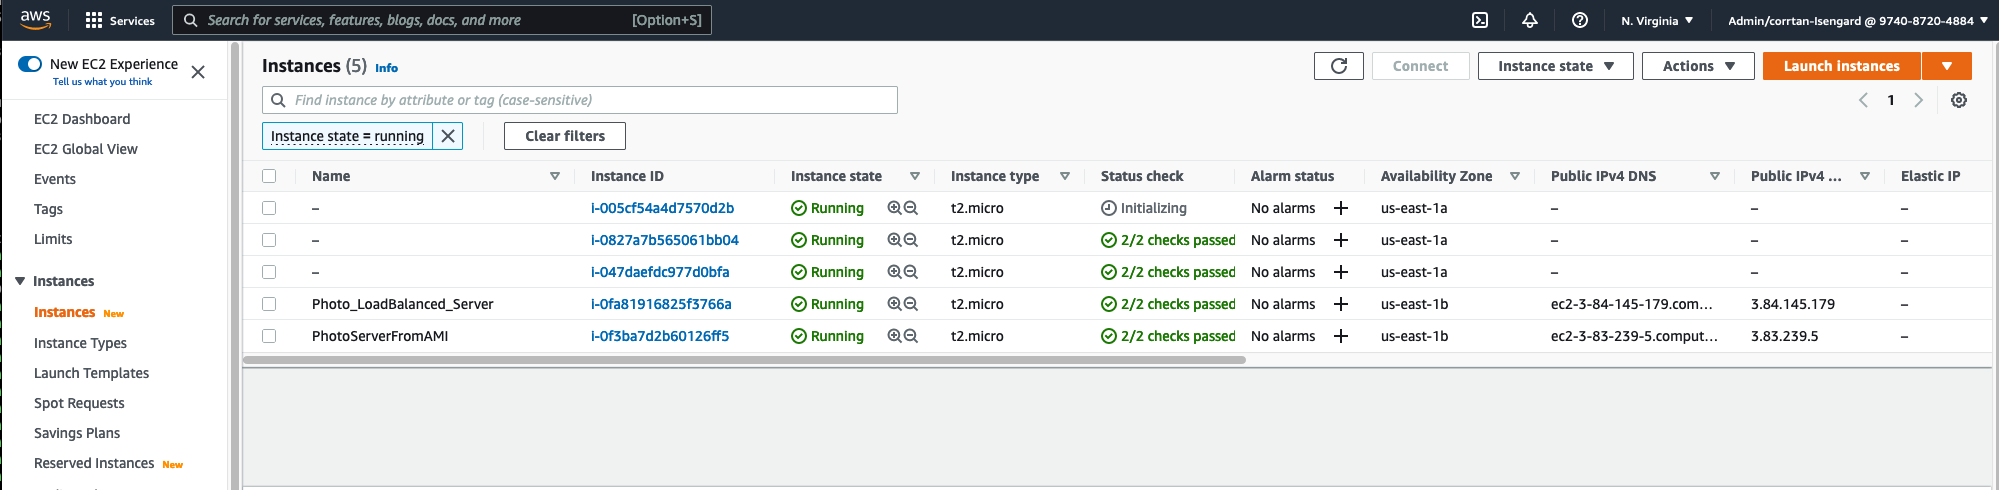 aws Services Search for services, features, blogs, docs, and more [Option+S] N. Virginia Admin/corrtan-Isengard @ 9740-8720-4884
New EC2 Experience
Tell us what you think
EC2 Dashboard
EC2 Global View
Events
Tags
Limits
Instances
Instances New
Instance Types
Launch Templates
Spot Requests
Savings Plans
Reserved Instances New
Instances (5) Info Connect Instance state Actions Launch instances
Find instance by attribute or tag (case-sensitive) 1
Instance state = running Clear filters
Name Instance ID Instance state Instance type Status check Alarm status Availability Zone Public IPv4 DNS Public IPv4 ... Elastic IP
– i-005cf54a4d7570d2b Running t2.micro Initializing No alarms + us-east-1a – – –
– i-0827a7b565061bb04 Running t2.micro 2/2 checks passed No alarms + us-east-1a – – –
– i-047daefdc977d0bfa Running t2.micro 2/2 checks passed No alarms + us-east-1a – – –
Photo_LoadBalanced_Server i-0fa81916825f3766a Running t2.micro 2/2 checks passed No alarms + us-east-1b ec2-3-84-145-179.com... 3.84.145.179 –
PhotoServerFromAMI i-0f3ba7d2b60126ff5 Running t2.micro 2/2 checks passed No alarms + us-east-1b ec2-3-83-239-5.comput... 3.83.239.5 –